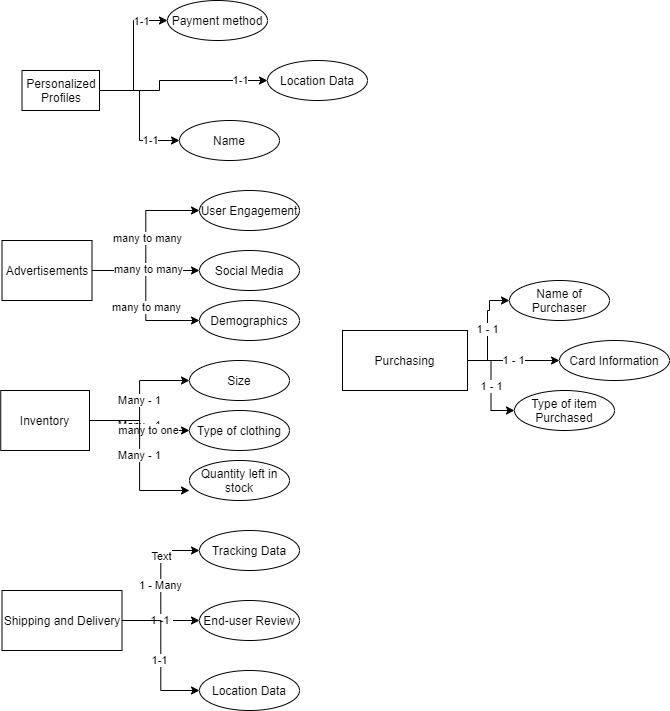 1-1
Payment method
Personalized
Profiles
1-1
Location Data
1-1
Name
User Engagement
many to many
Advertisements
many to many
Social Media
many to many
Demographics
Name of
Purchaser
1 - 1
Purchasing
1 - 1
Card Information
1 - 1
Type of item
Purchased
Size
Many - 1
Inventory
many to one
Type of clothing
Many - 1
Quantity left in
stock
Text
Tracking Data
1 - Many
Shipping and Delivery
1-1
End-user Review
1-1
Location Data